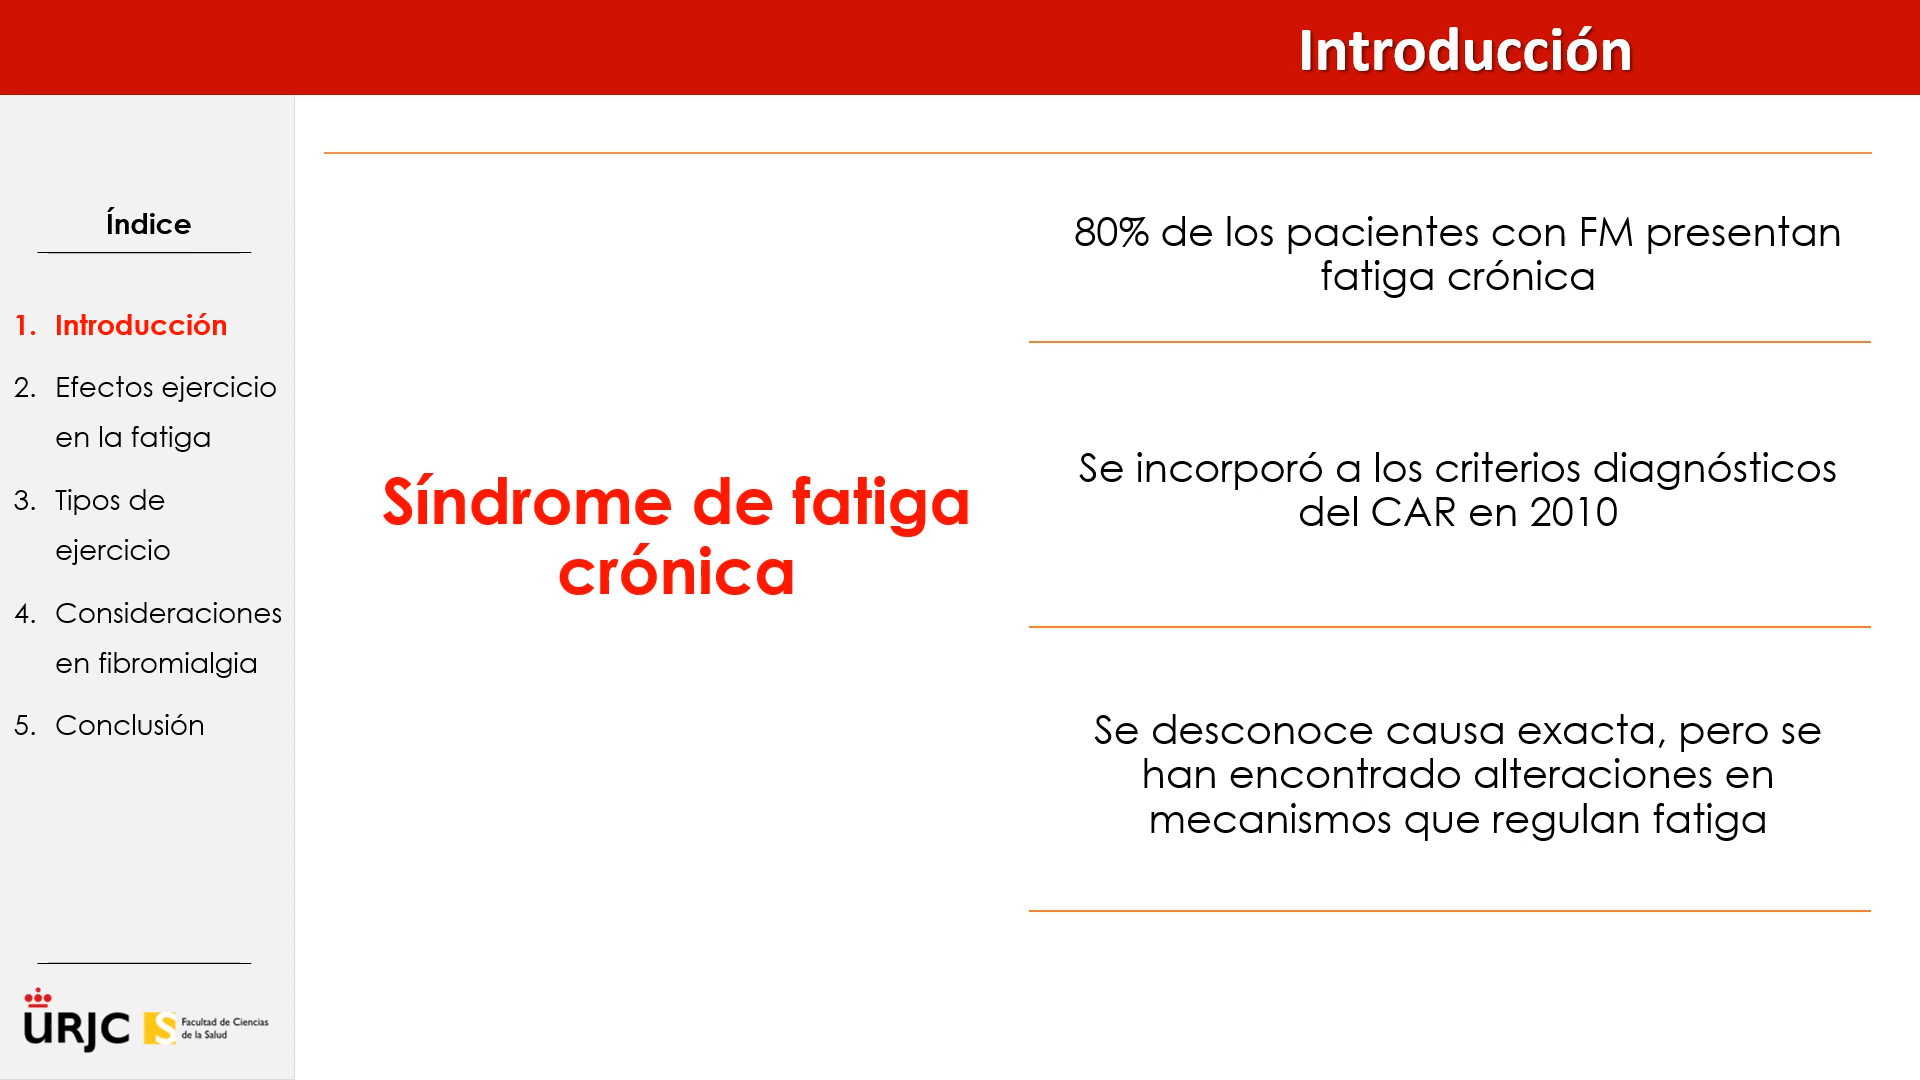 Introducción
Índice
1. Introducción
2. Efectos ejercicio
en la fatiga
3. Tipos de
ejercicio
4. Consideraciones
en fibromialgia
5. Conclusión
URJC
S
Facultad de Ciencias
de la Salud
Síndrome de fatiga
crónica
80% de los pacientes con FM presentan
fatiga crónica
Se incorporó a los criterios diagnósticos
del CAR en 2010
Se desconoce causa exacta, pero se
han encontrado alteraciones en
mecanismos que regulan fatiga